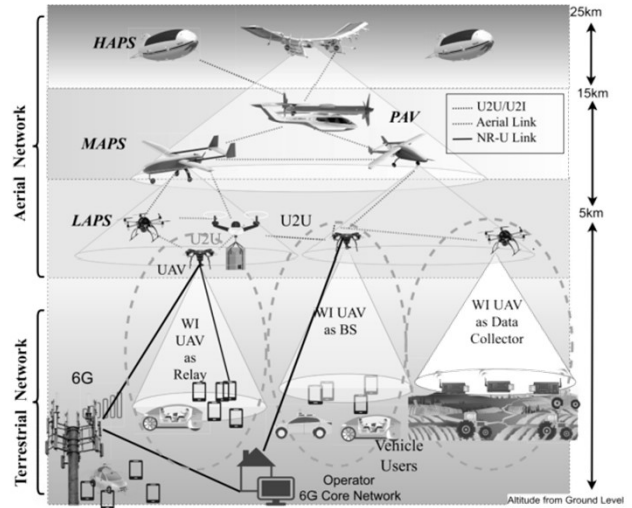 25km
HAPS
15km
U2U/U2I
Aerial Link
NR-U Link
PAV
MAPS
Aerial Network
5km
LAPS
U2U
U2U
UAV
WI
UAV
as
Relay
WI UAV
as BS
WI UAV
as Data
Collector
6G
Terrestrial Network
Vehicle
Users
Operator
6G Core Network
Altitude from Ground Level